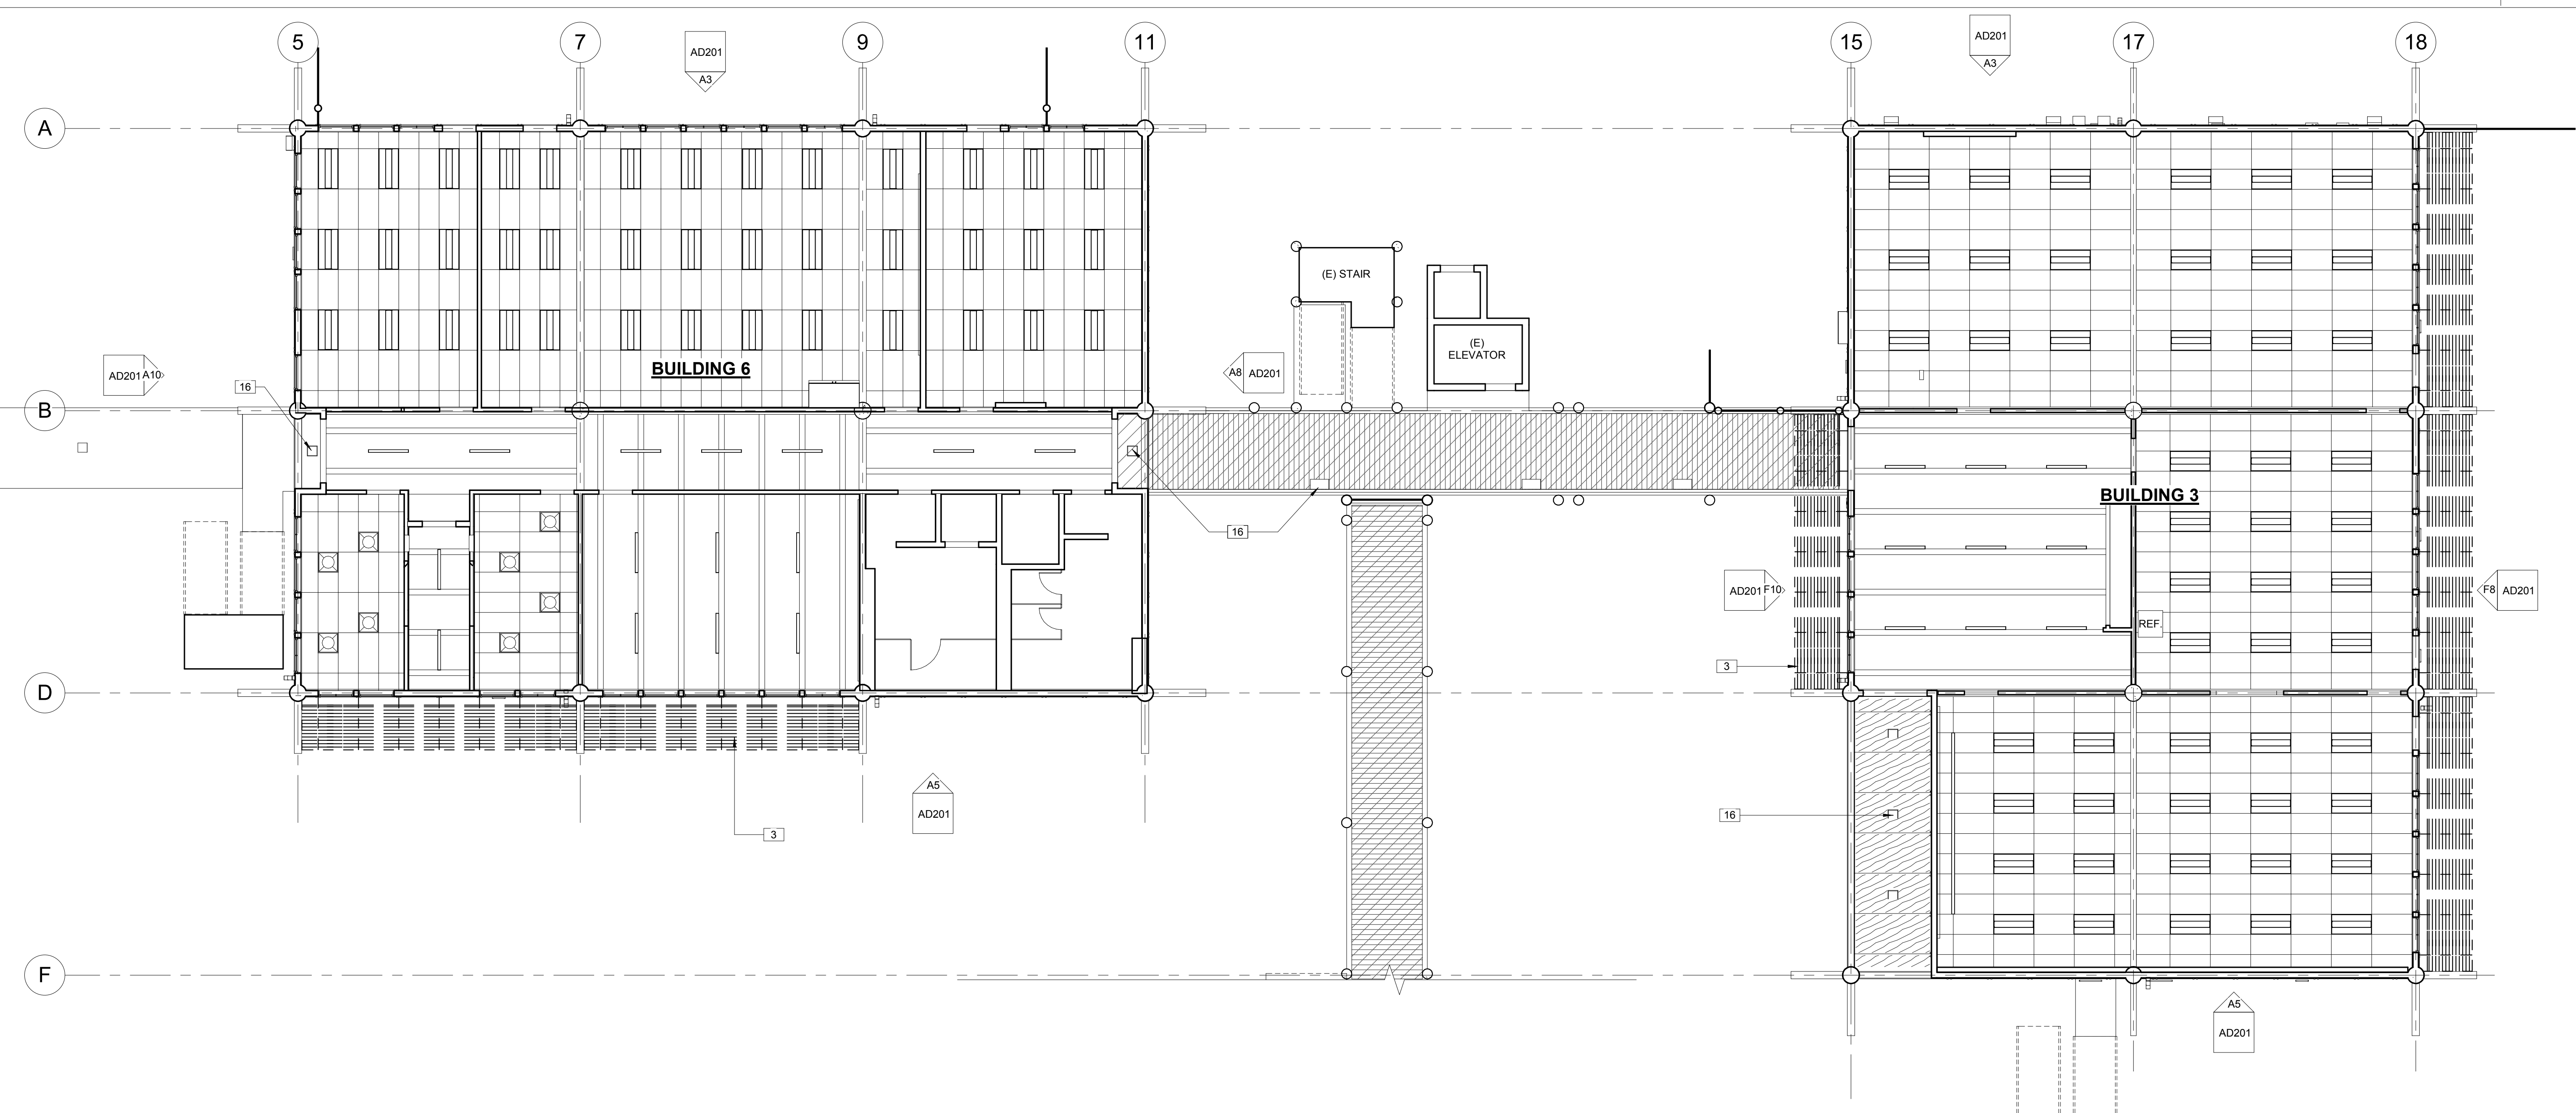 5
7
9
11
15
17
18
AD201
A3
AD201
A3
A
(E) STAIR
(E)
ELEVATOR
BUILDING 6
AD201 A10
A8 AD201
16
B
BUILDING 3
16
AD201 F10
F8 AD201
REF.
3
D
A5
AD201
16
3
F
A5
AD201